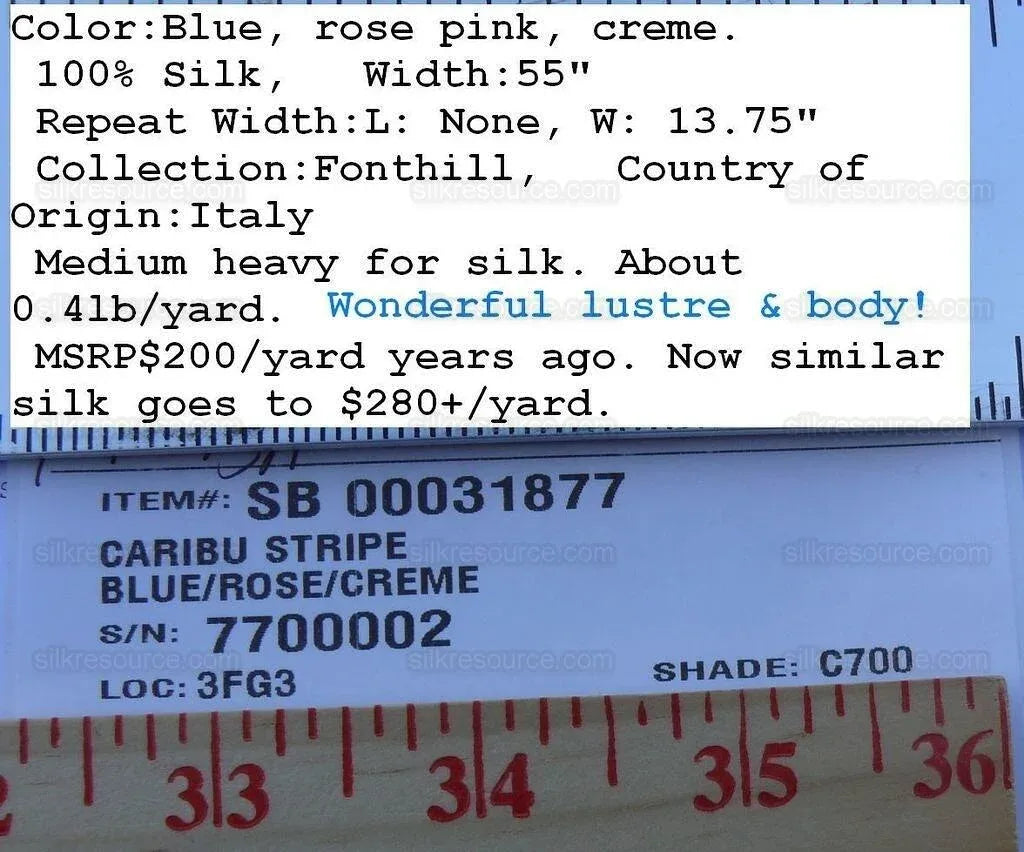 Color:Blue, rose pink, creme.
100% Silk, Width:55"
Repeat Width:L: None, W: 13.75"
Collection:Fonthill, Country of
Origin:Italy
Medium heavy for silk. About
0.4lb/yard. Wonderful lustre & body!
MSRP$200/yard years ago. Now similar
silk goes to $280+/yard.
ITEM#: SB 00031877
CARIBU STRIPE
BLUE/ROSE/CREME
S/N: 7700002
LOC: 3FG3 SHADE: C700
33 34 35 36
silkresource.com